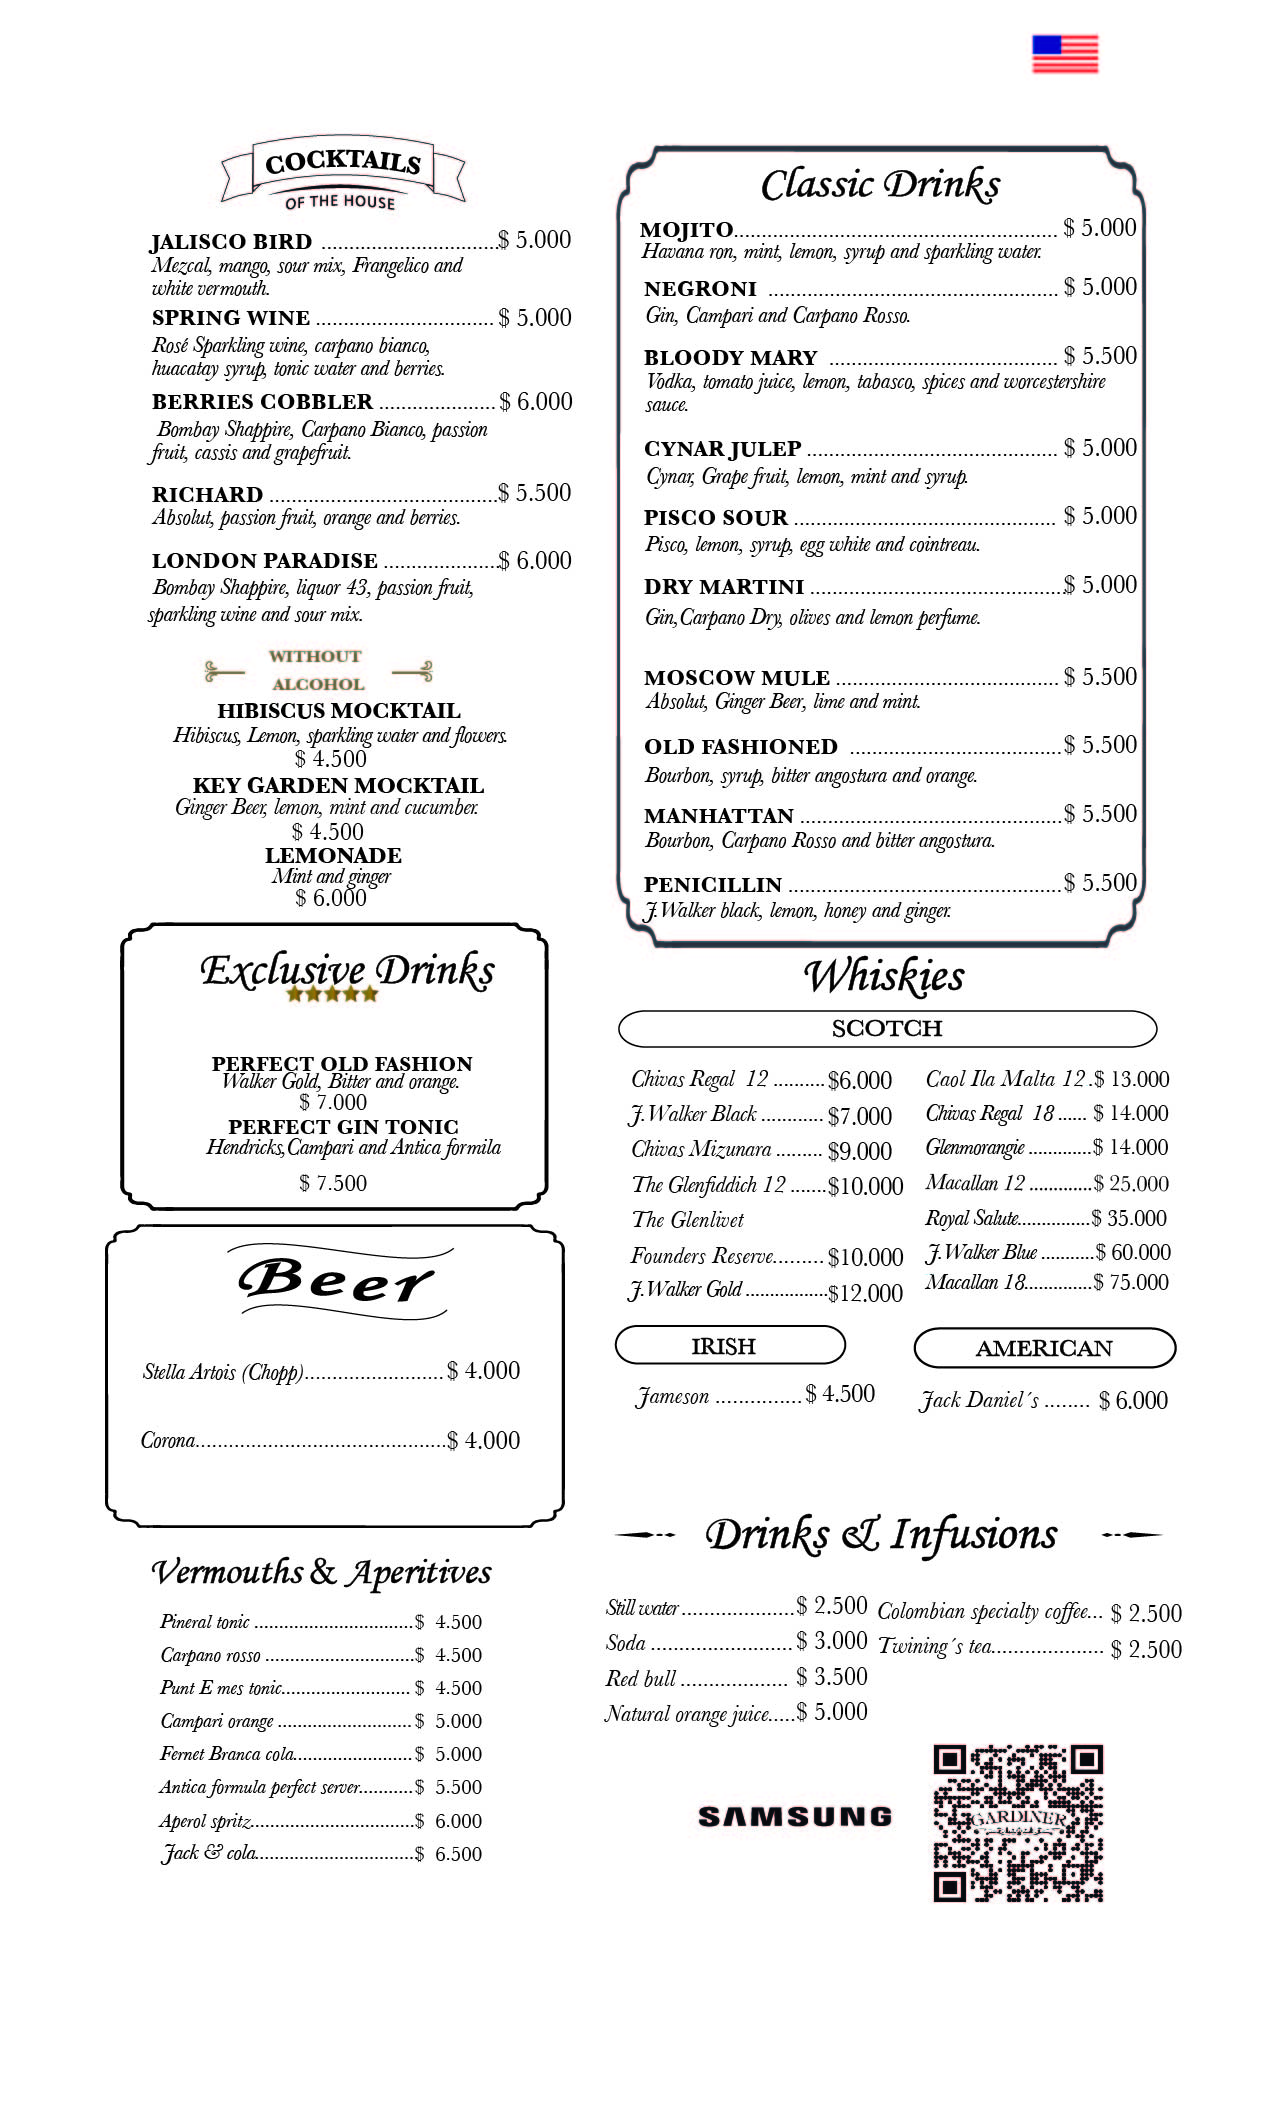 COCKTAILS
OF THE HOUSE
JALISCO BIRD ................................$ 5.000
Mezcal, mango, sour mix, Frangelico and
white vermouth.
SPRING WINE ................................ $ 5.000
Rosé Sparkling wine, carpano bianco,
huacatay syrup, tonic water and berries.
BERRIES COBBLER ..................... $ 6.000
Bombay Shappire, Carpano Bianco, passion
fruit, cassis and grapefruit.
RICHARD .........................................$ 5.500
Absolut, passion fruit, orange and berries.
LONDON PARADISE .....................$ 6.000
Bombay Shappire, liquor 43, passion fruit,
sparkling wine and sour mix.
WITHOUT
ALCOHOL
HIBISCUS MOCKTAIL
Hibiscus, Lemon, sparkling water and flowers.
$ 4.500
KEY GARDEN MOCKTAIL
Ginger Beer, lemon, mint and cucumber.
$ 4.500
LEMONADE
Mint and ginger
$ 6.000
Exclusive Drinks
PERFECT OLD FASHION
Walker Gold, Bitter and orange.
$ 7.000
PERFECT GIN TONIC
Hendricks,Campari and Antica formila
$ 7.500
Beer
Stella Artois (Chopp)......................... $ 4.000
Corona.............................................$ 4.000
Vermouths & Aperitives
Pineral tonic ................................$ 4.500
Carpano rosso ..............................$ 4.500
Punt E mes tonic.......................... $ 4.500
Campari orange ...........................$ 5.000
Fernet Branca cola........................$ 5.000
Antica formula perfect server...........$ 5.500
Aperol spritz.................................$ 6.000
Jack & cola................................$ 6.500
Classic Drinks
MOJITO.......................................................... $ 5.000
Havana ron, mint, lemon, syrup and sparkling water.
NEGRONI .................................................... $ 5.000
Gin, Campari and Carpano Rosso.
BLOODY MARY ......................................... $ 5.500
Vodka, tomato juice, lemon, tabasco, spices and worcestershire
sauce.
CYNAR JULEP ............................................. $ 5.000
Cynar, Grape fruit, lemon, mint and syrup.
PISCO SOUR ............................................... $ 5.000
Pisco, lemon, syrup, egg white and cointreau.
DRY MARTINI ..............................................$ 5.000
Gin,Carpano Dry, olives and lemon perfume.
MOSCOW MULE ........................................ $ 5.500
Absolut, Ginger Beer, lime and mint.
OLD FASHIONED ......................................$ 5.500
Bourbon, syrup, bitter angostura and orange.
MANHATTAN ...............................................$ 5.500
Bourbon, Carpano Rosso and bitter angostura.
PENICILLIN .................................................$ 5.500
J.Walker black, lemon, honey and ginger.
Whiskies
SCOTCH
Chivas Regal 12 ..........$6.000
J.Walker Black ............ $7.000
Chivas Mizunara ......... $9.000
The Glenfiddich 12 .......$10.000
The Glenlivet
Founders Reserve.........$10.000
J.Walker Gold .................$12.000
Caol Ila Malta 12 .$ 13.000
Chivas Regal 18 ...... $ 14.000
Glenmorangie .............$ 14.000
Macallan 12 .............$ 25.000
Royal Salute...............$ 35.000
J.Walker Blue ...........$ 60.000
Macallan 18..............$ 75.000
IRISH
Jameson ...............$ 4.500
AMERICAN
Jack Daniel´s ........ $ 6.000
Drinks & Infusions
Still water ....................$ 2.500
Soda .........................$ 3.000
Red bull ................... $ 3.500
Natural orange juice.....$ 5.000
Colombian specialty coffee... $ 2.500
Twining´s tea.................... $ 2.500
SAMSUNG
GARDINER